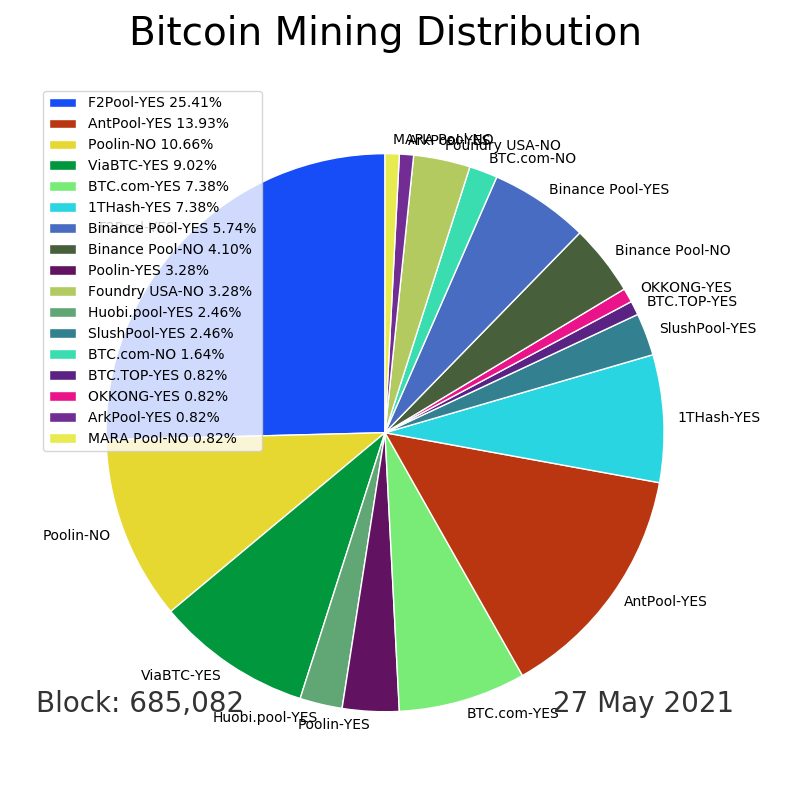 Bitcoin Mining Distribution
F2Pool-YES 25.41%
AntPool-YES 13.93%
Poolin-NO 10.66%
ViaBTC-YES 9.02%
BTC.com-YES 7.38%
1THash-YES 7.38%
Binance Pool-YES 5.74%
Binance Pool-NO 4.10%
Poolin-YES 3.28%
Foundry USA-NO 3.28%
Huobi.pool-YES 2.46%
SlushPool-YES 2.46%
BTC.com-NO 1.64%
BTC.TOP-YES 0.82%
OKKONG-YES 0.82%
ArkPool-YES 0.82%
MARA Pool-NO 0.82%
MARA Pool-NO
ArkPool-YES
Foundry USA-NO
BTC.com-NO
Binance Pool-YES
Binance Pool-NO
OKKONG-YES
BTC.TOP-YES
SlushPool-YES
1THash-YES
AntPool-YES
BTC.com-YES
Poolin-YES
Huobi.pool-YES
ViaBTC-YES
Poolin-NO
Block: 685,082
27 May 2021